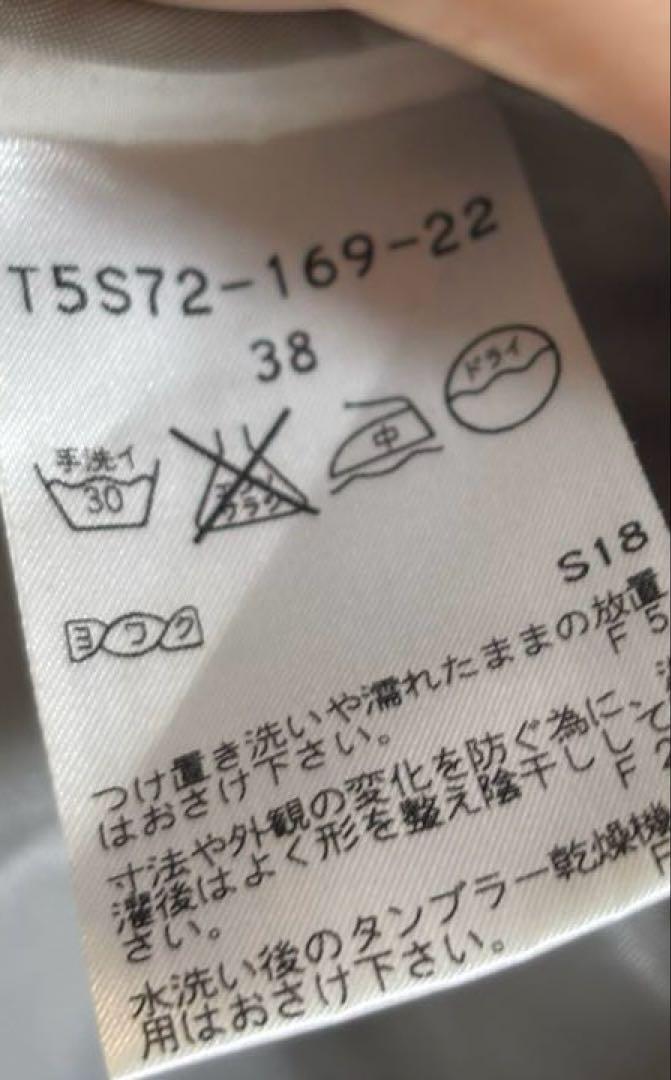 T5S72-169-22
38
手洗イ
30
中
ドライ
ヨワク
S18
つけ置き洗いや濡れたままの放置
はおさけ下さい。
F 5
寸法や外観の変化を防ぐ為に、
濯後はよく形を整え陰干しして
さい。
F 2
水洗い後のタンブラー乾燥機
用はおさけ下さい。
F